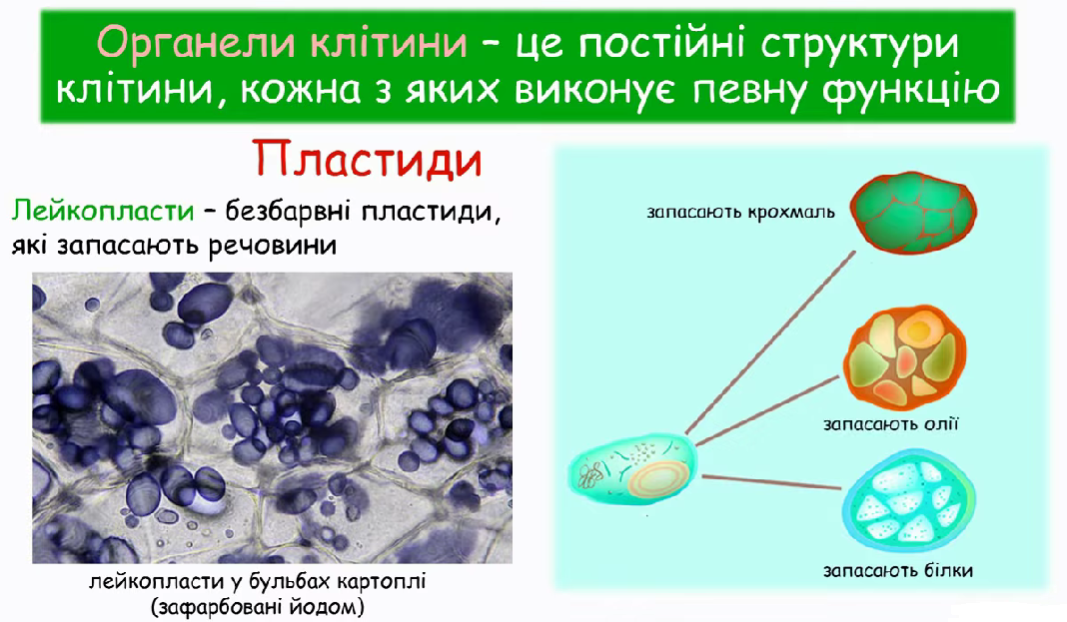 Органели клітини – це постійні структури
клітини, кожна з яких виконує певну функцію
Пластиди
Лейкопласти – безбарвні пластиди,
які запасають речовини
лейкопласти у бульбах картоплі
(зафарбовані йодом)
запасають крохмаль
запасають олії
запасають білки